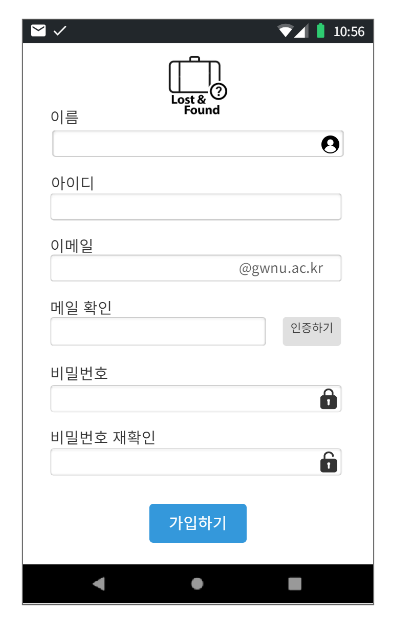 10:56
?
Lost &
Found
이름
아이디
이메일
@gwnu.ac.kr
메일 확인
인증하기
비밀번호
비밀번호 재확인
가입하기